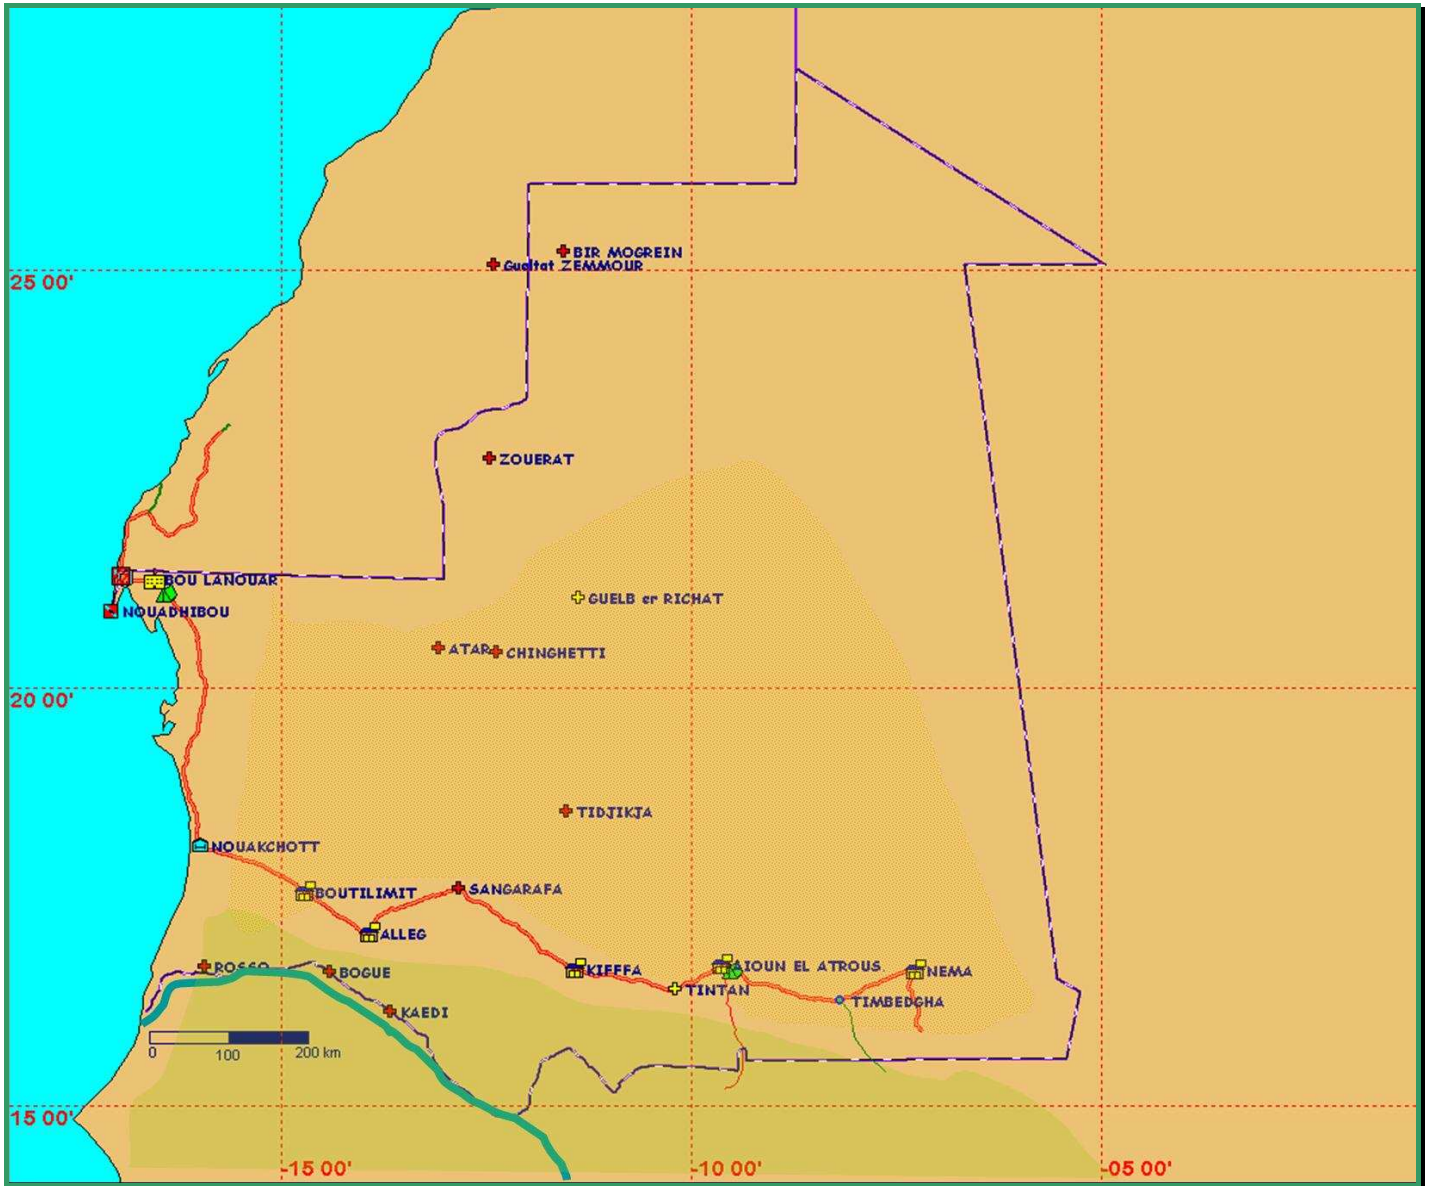 BIR MOGREIN
Gueltat ZEMMOUR
25 00'
ZOUERAT
BOU LANOUAR
GUELB er RICHAT
NOUADHIBOU
ATAR
CHINGHETTI
20 00'
TIDJIKJA
NOUAKCHOTT
BOUTILIMIT
SANGARAFA
ALLEG
ROSSO
BOGUE
KIFFFA
AIOUN EL ATROUS
NEMA
TINTAN
TIMBEDGHA
KAEDI
0 100 200 km
15 00'
-15 00' -10 00' -05 00'